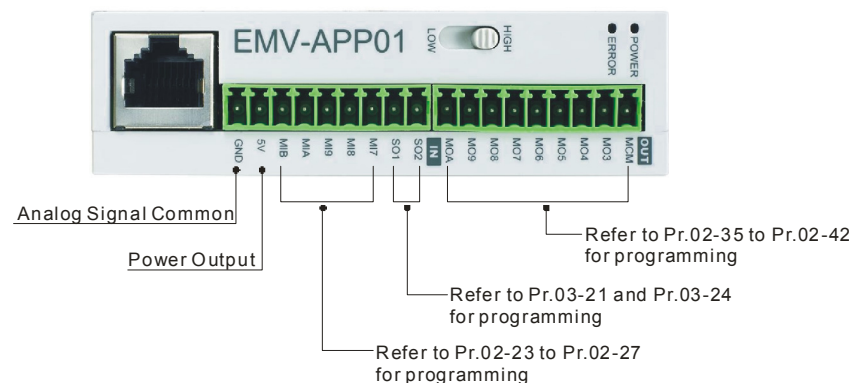 EMV-APP01
LOW
HIGH
ERROR
POWER
GND
5V
MIB
MIA
MI9
MI8
MI7
SO1
SO2
IN
MOA
MO9
MO8
MO7
MO6
MO5
MO4
MO3
MCM
OUT
Analog Signal Common
Power Output
Refer to Pr.02-35 to Pr.02-42
for programming
Refer to Pr.03-21 and Pr.03-24
for programming
Refer to Pr.02-23 to Pr.02-27
for programming